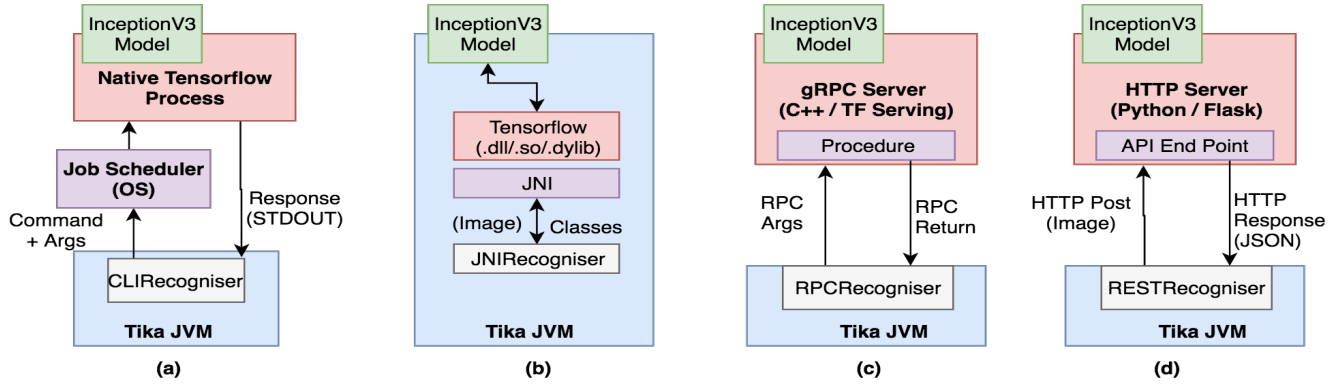 InceptionV3
Model
Native Tensorflow
Process
Job Scheduler
(OS)
Command
+ Args
Response
(STDOUT)
CLIRecogniser
Tika JVM
(a)
InceptionV3
Model
Tensorflow
(.dll/.so/.dylib)
JNI
(Image)
Classes
JNIRecogniser
Tika JVM
(b)
InceptionV3
Model
gRPC Server
(C++ / TF Serving)
Procedure
RPC
Args
RPC
Return
RPCRecogniser
Tika JVM
(c)
InceptionV3
Model
HTTP Server
(Python / Flask)
API End Point
HTTP Post
(Image)
HTTP
Response
(JSON)
RESTRecogniser
Tika JVM
(d)